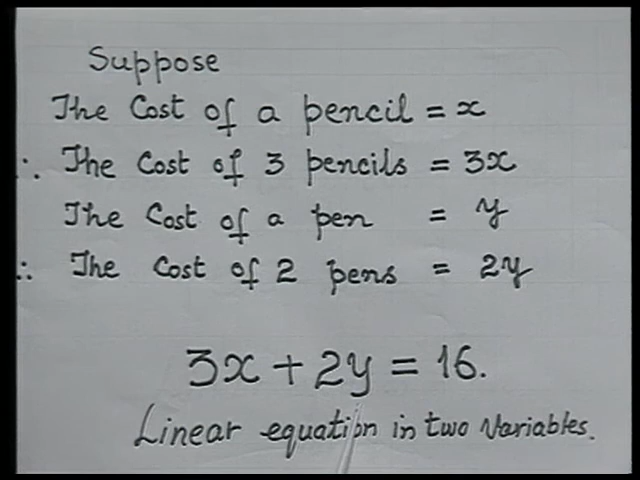 Suppose
The Cost of a pencil = x
∴ The Cost of 3 pencils = 3x
The Cost of a pen = y
∴ The Cost of 2 pens = 2y
3x + 2y = 16.
Linear equation in two Variables.